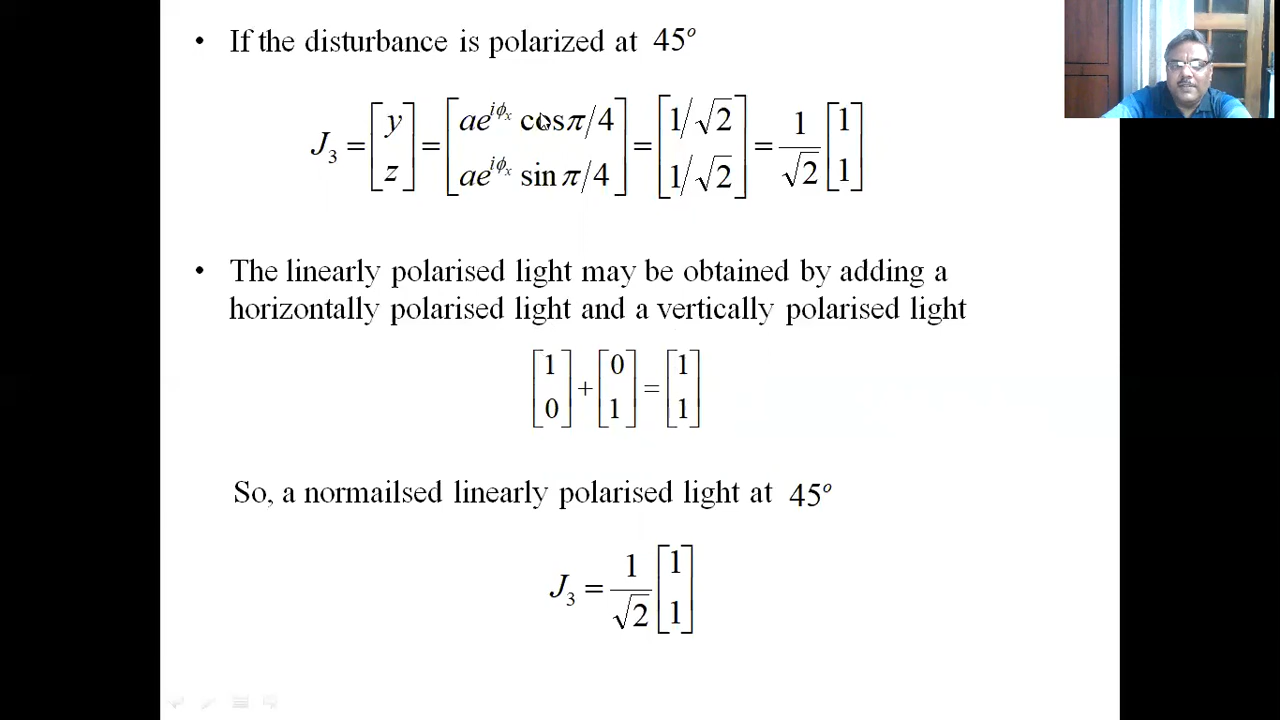 • If the disturbance is polarized at 45°
J₃ = [y; z] = [ae^{iϕₓ} cos π/4; ae^{iϕₓ} sin π/4] = [1/√2; 1/√2] = 1/√2 [1; 1]
• The linearly polarised light may be obtained by adding a
horizontally polarised light and a vertically polarised light
[1; 0] + [0; 1] = [1; 1]
So, a normailsed linearly polarised light at 45°
J₃ = 1/√2 [1; 1]